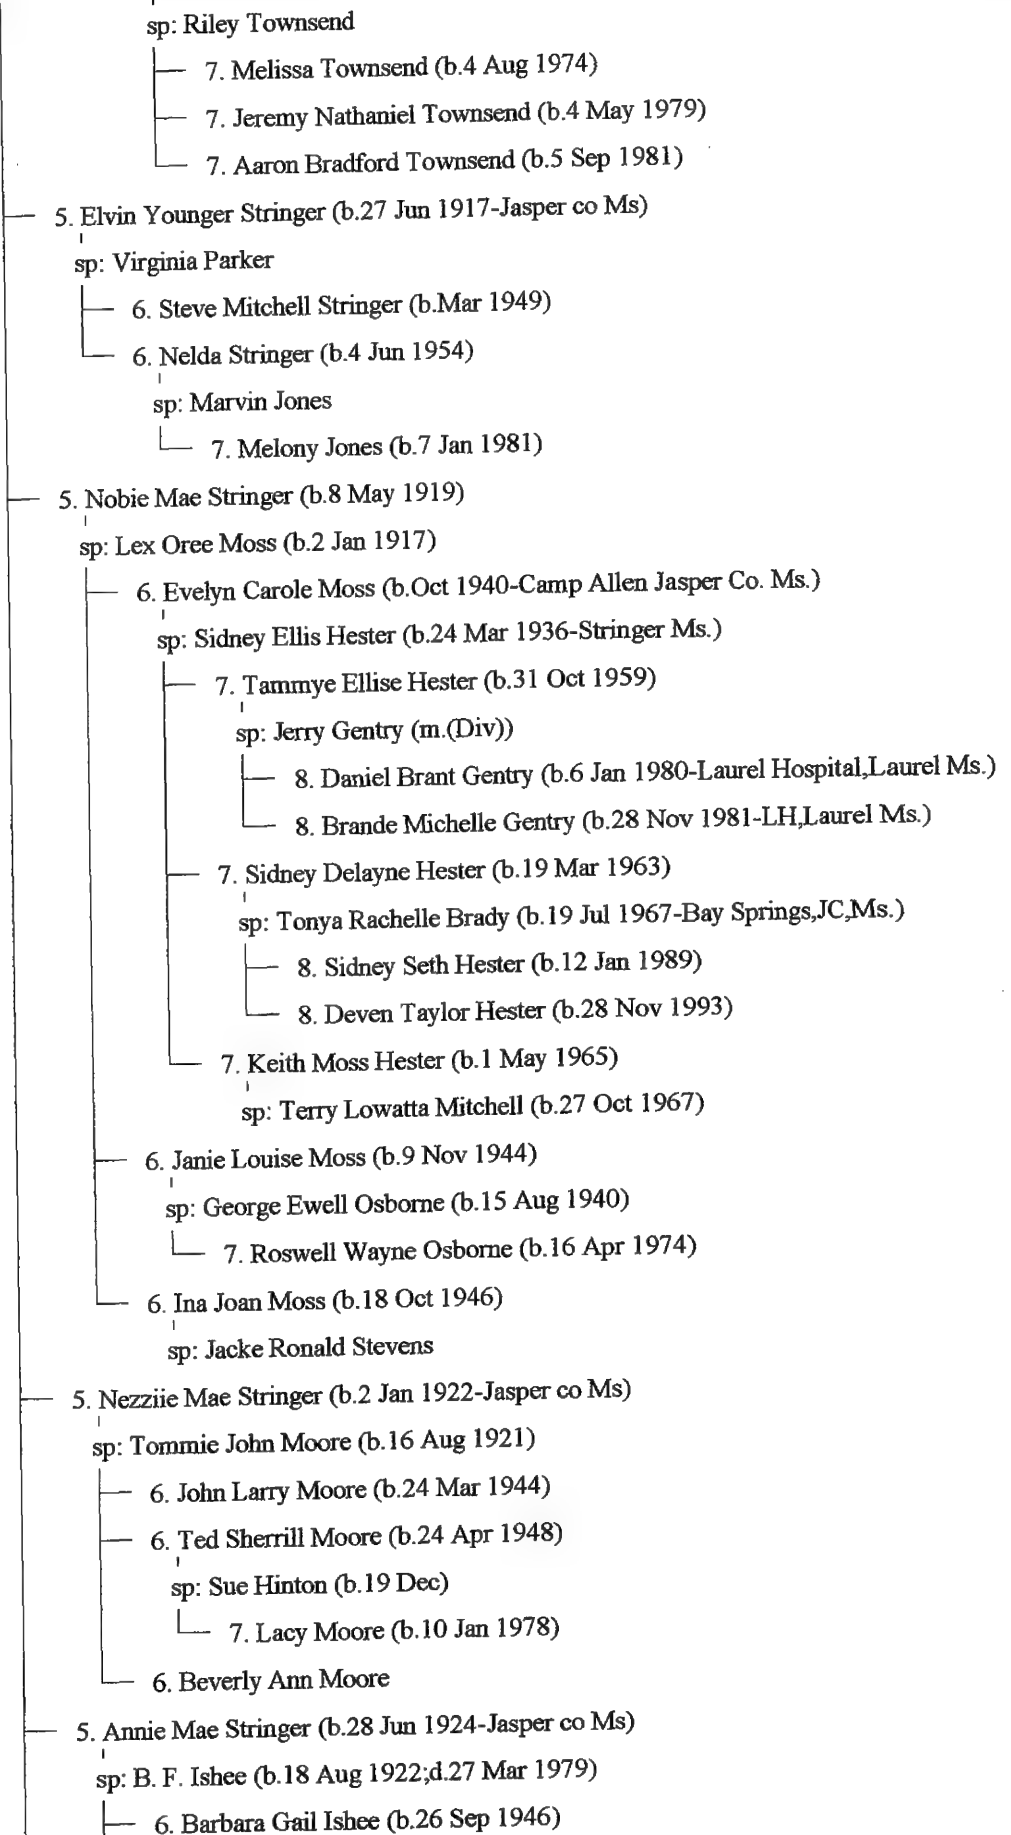 sp: Riley Townsend
7. Melissa Townsend (b.4 Aug 1974)
7. Jeremy Nathaniel Townsend (b.4 May 1979)
7. Aaron Bradford Townsend (b.5 Sep 1981)
5. Elvin Younger Stringer (b.27 Jun 1917-Jasper co Ms)
sp: Virginia Parker
6. Steve Mitchell Stringer (b.Mar 1949)
6. Nelda Stringer (b.4 Jun 1954)
sp: Marvin Jones
7. Melony Jones (b.7 Jan 1981)
5. Nobie Mae Stringer (b.8 May 1919)
sp: Lex Oree Moss (b.2 Jan 1917)
6. Evelyn Carole Moss (b.Oct 1940-Camp Allen Jasper Co. Ms.)
sp: Sidney Ellis Hester (b.24 Mar 1936-Stringer Ms.)
7. Tammye Ellise Hester (b.31 Oct 1959)
sp: Jerry Gentry (m.(Div))
8. Daniel Brant Gentry (b.6 Jan 1980-Laurel Hospital,Laurel Ms.)
8. Brande Michelle Gentry (b.28 Nov 1981-LH,Laurel Ms.)
7. Sidney Delayne Hester (b.19 Mar 1963)
sp: Tonya Rachelle Brady (b.19 Jul 1967-Bay Springs,JC,Ms.)
8. Sidney Seth Hester (b.12 Jan 1989)
8. Deven Taylor Hester (b.28 Nov 1993)
7. Keith Moss Hester (b.1 May 1965)
sp: Terry Lowatta Mitchell (b.27 Oct 1967)
6. Janie Louise Moss (b.9 Nov 1944)
sp: George Ewell Osborne (b.15 Aug 1940)
7. Roswell Wayne Osborne (b.16 Apr 1974)
6. Ina Joan Moss (b.18 Oct 1946)
sp: Jacke Ronald Stevens
5. Nezziie Mae Stringer (b.2 Jan 1922-Jasper co Ms)
sp: Tommie John Moore (b.16 Aug 1921)
6. John Larry Moore (b.24 Mar 1944)
6. Ted Sherrill Moore (b.24 Apr 1948)
sp: Sue Hinton (b.19 Dec)
7. Lacy Moore (b.10 Jan 1978)
6. Beverly Ann Moore
5. Annie Mae Stringer (b.28 Jun 1924-Jasper co Ms)
sp: B. F. Ishee (b.18 Aug 1922;d.27 Mar 1979)
6. Barbara Gail Ishee (b.26 Sep 1946)